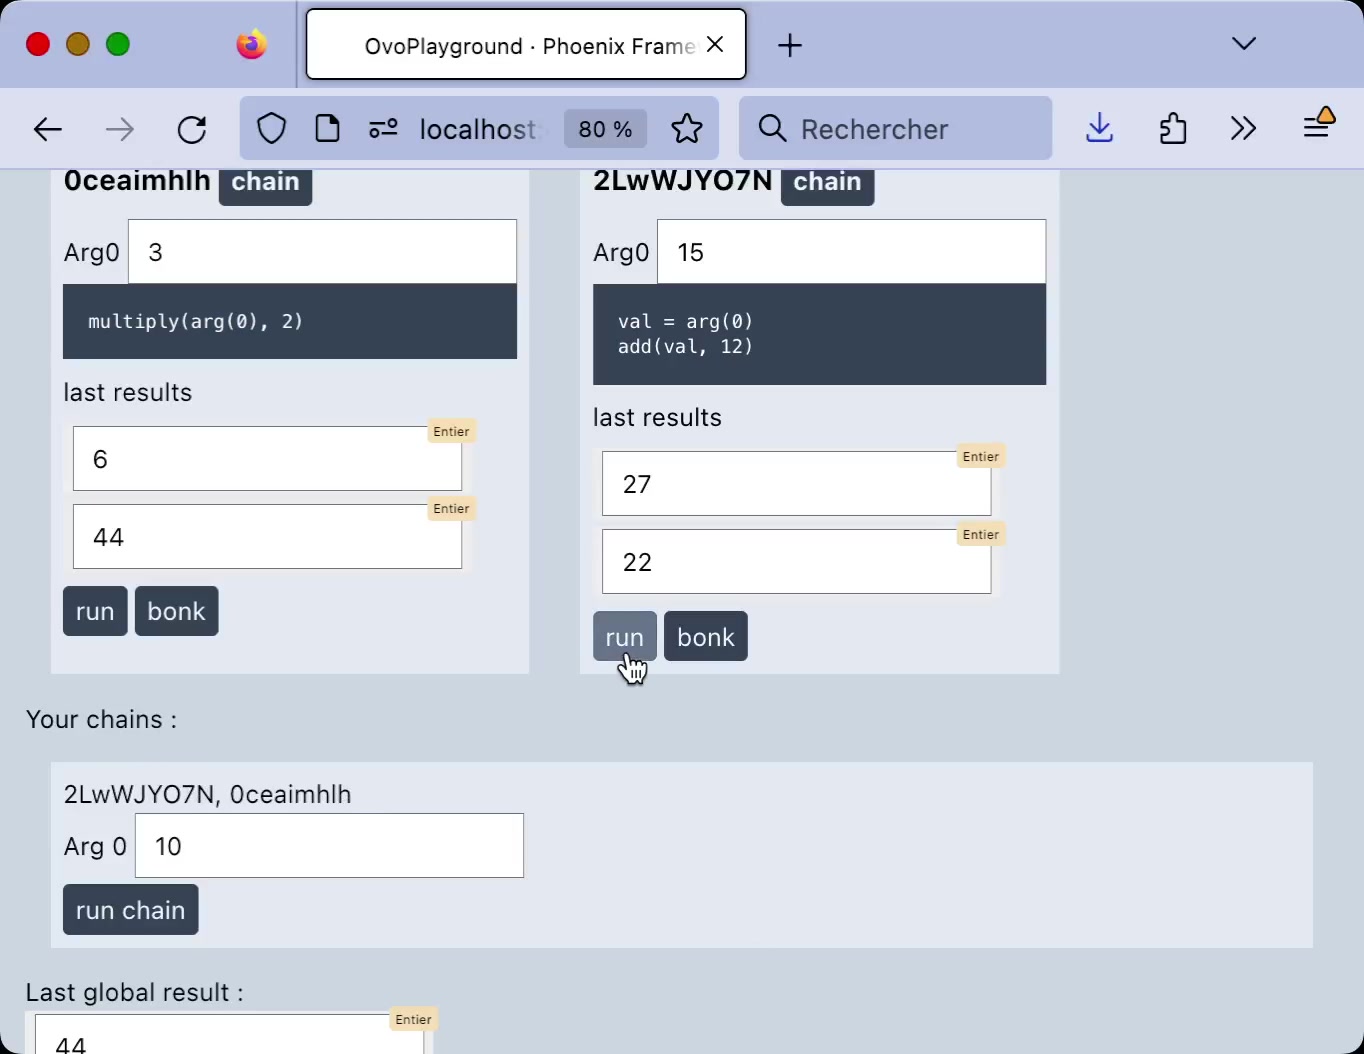 OvoPlayground · Phoenix Frame
localhost:
80 %
Rechercher
0ceaimhlh
chain
Arg0
3
multiply(arg(0), 2)
last results
Entier
6
Entier
44
run
bonk
2LwWJYO7N
chain
Arg0
15
val = arg(0)
add(val, 12)
last results
Entier
27
Entier
22
run
bonk
Your chains :
2LwWJYO7N, 0ceaimhlh
Arg 0
10
run chain
Last global result :
Entier
44